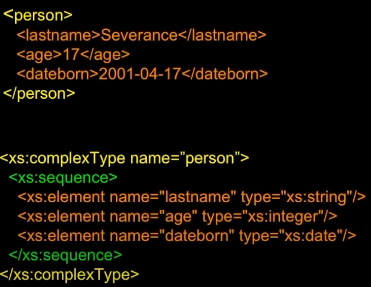 <person>
<lastname>Severance</lastname>
<age>17</age>
<dateborn>2001-04-17</dateborn>
</person>
<xs:complexType name=”person”>
<xs:sequence>
<xs:element name="lastname" type="xs:string"/>
<xs:element name="age" type="xs:integer"/>
<xs:element name="dateborn" type="xs:date"/>
</xs:sequence>
</xs:complexType>